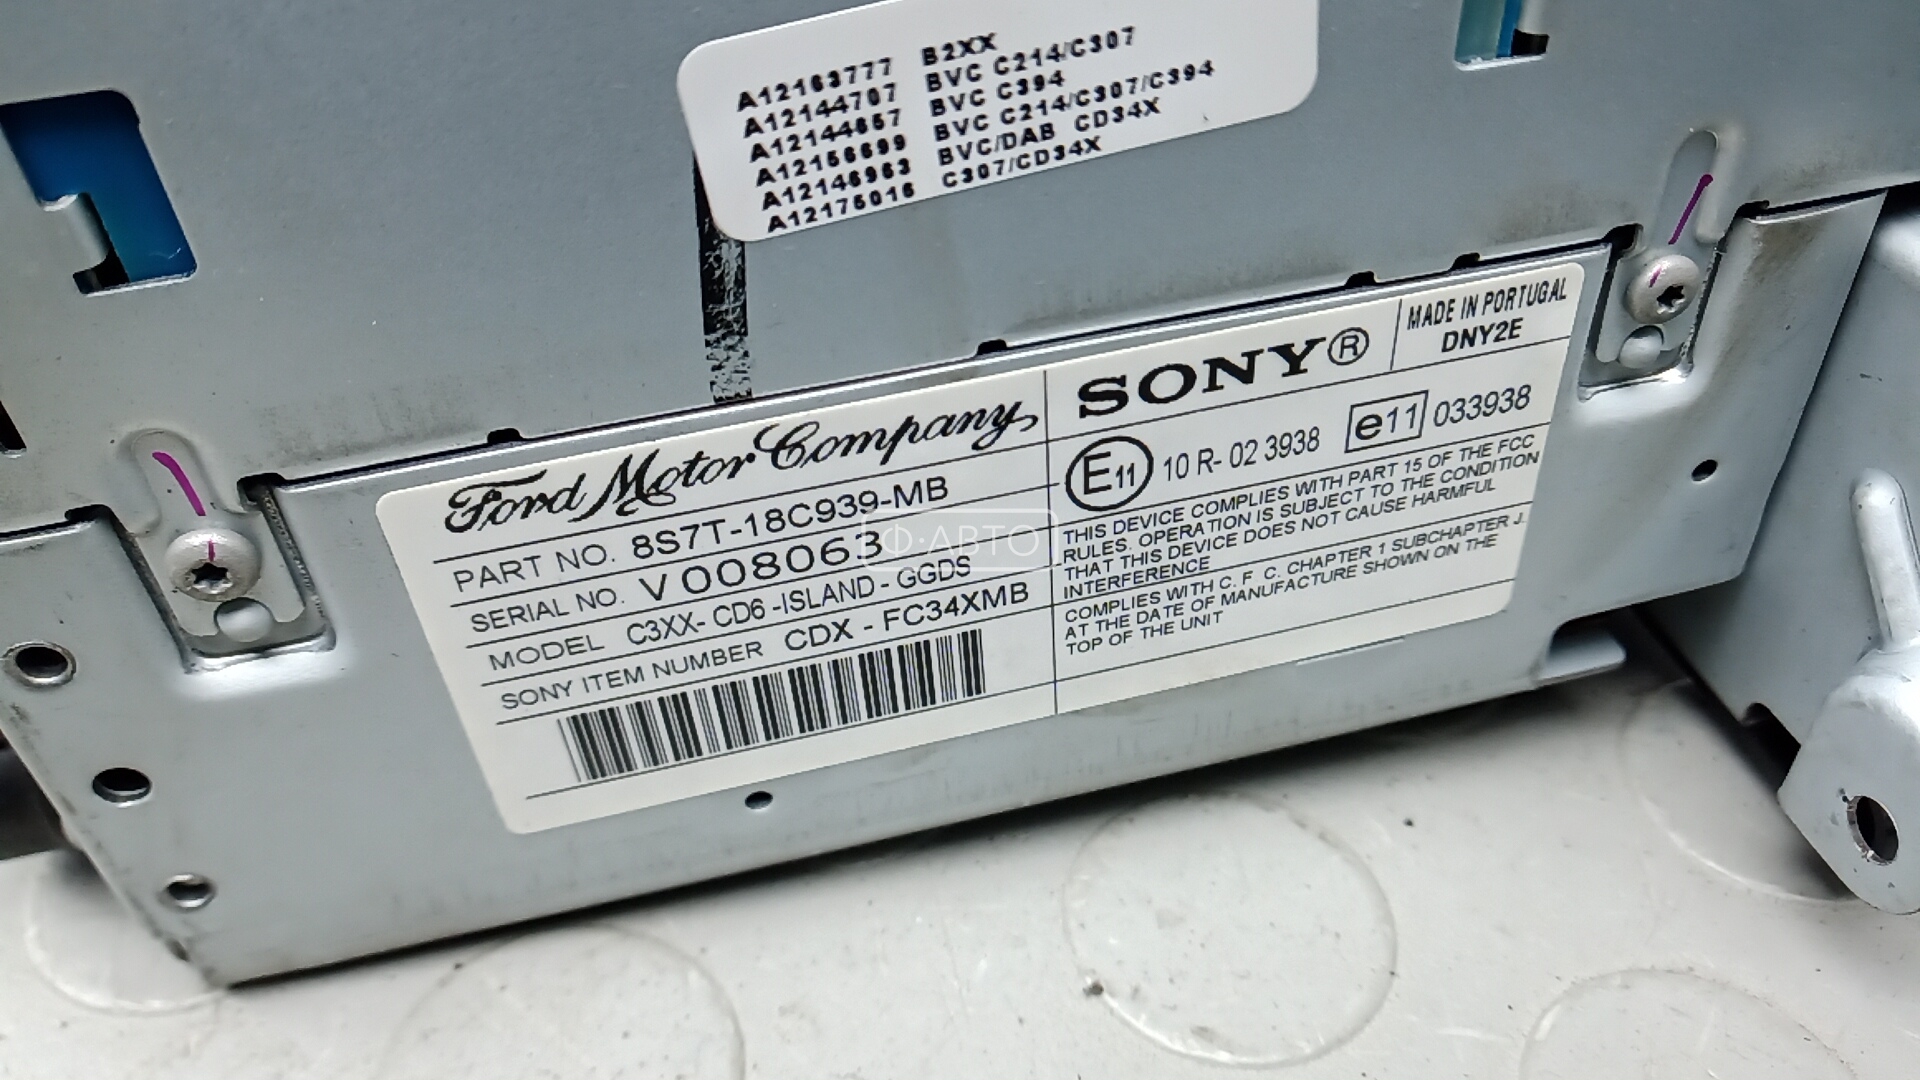 A12163777 B2XX
A12144707 BVC C214/C307
A12144657 BVC C394
A12156699 BVC C214/C307/C394
A12146963 BVC/DAB CD34X
A12175016 C307/CD34X
Ford Motor Company
PART NO. 8S7T-18C939-MB
SERIAL NO. V008063
MODEL C3XX-CD6-ISLAND-GGDS
SONY ITEM NUMBER CDX-FC34XMB
SONY®
MADE IN PORTUGAL
DNY2E
E11 10 R-02 3938 e11 033938
THIS DEVICE COMPLIES WITH PART 15 OF THE FCC
RULES. OPERATION IS SUBJECT TO THE CONDITION
THAT THIS DEVICE DOES NOT CAUSE HARMFUL
INTERFERENCE
COMPLIES WITH C. F. C. CHAPTER 1 SUBCHAPTER J.
AT THE DATE OF MANUFACTURE SHOWN ON THE
TOP OF THE UNIT
Ф·АВТО